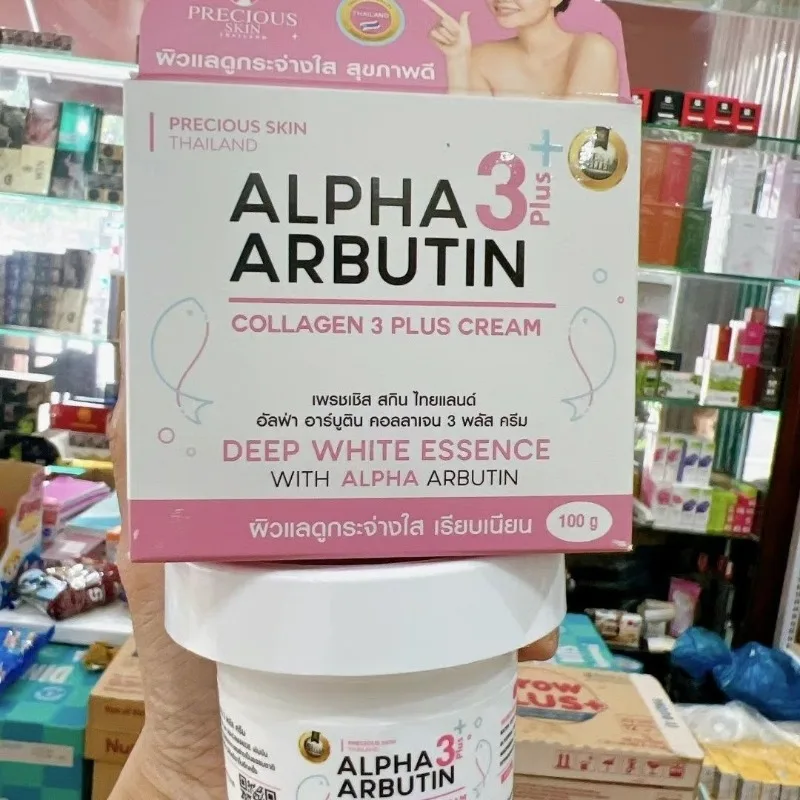 PRECIOUS
SKIN
THAILAND
THAILAND
ผิวแลดูกระจ่างใส สุขภาพดี
PRECIOUS SKIN
THAILAND
ALPHA 3 Plus+
ARBUTIN
COLLAGEN 3 PLUS CREAM
เพรชเชิส สกิน ไทยแลนด์
อัลฟ่า อาร์บูติน คอลลาเจน 3 พลัส ครีม
DEEP WHITE ESSENCE
WITH ALPHA ARBUTIN
ผิวแลดูกระจ่างใส เรียบเนียน
100 g
PRECIOUS SKIN
THAILAND
ALPHA 3 Plus+
ARBUTIN